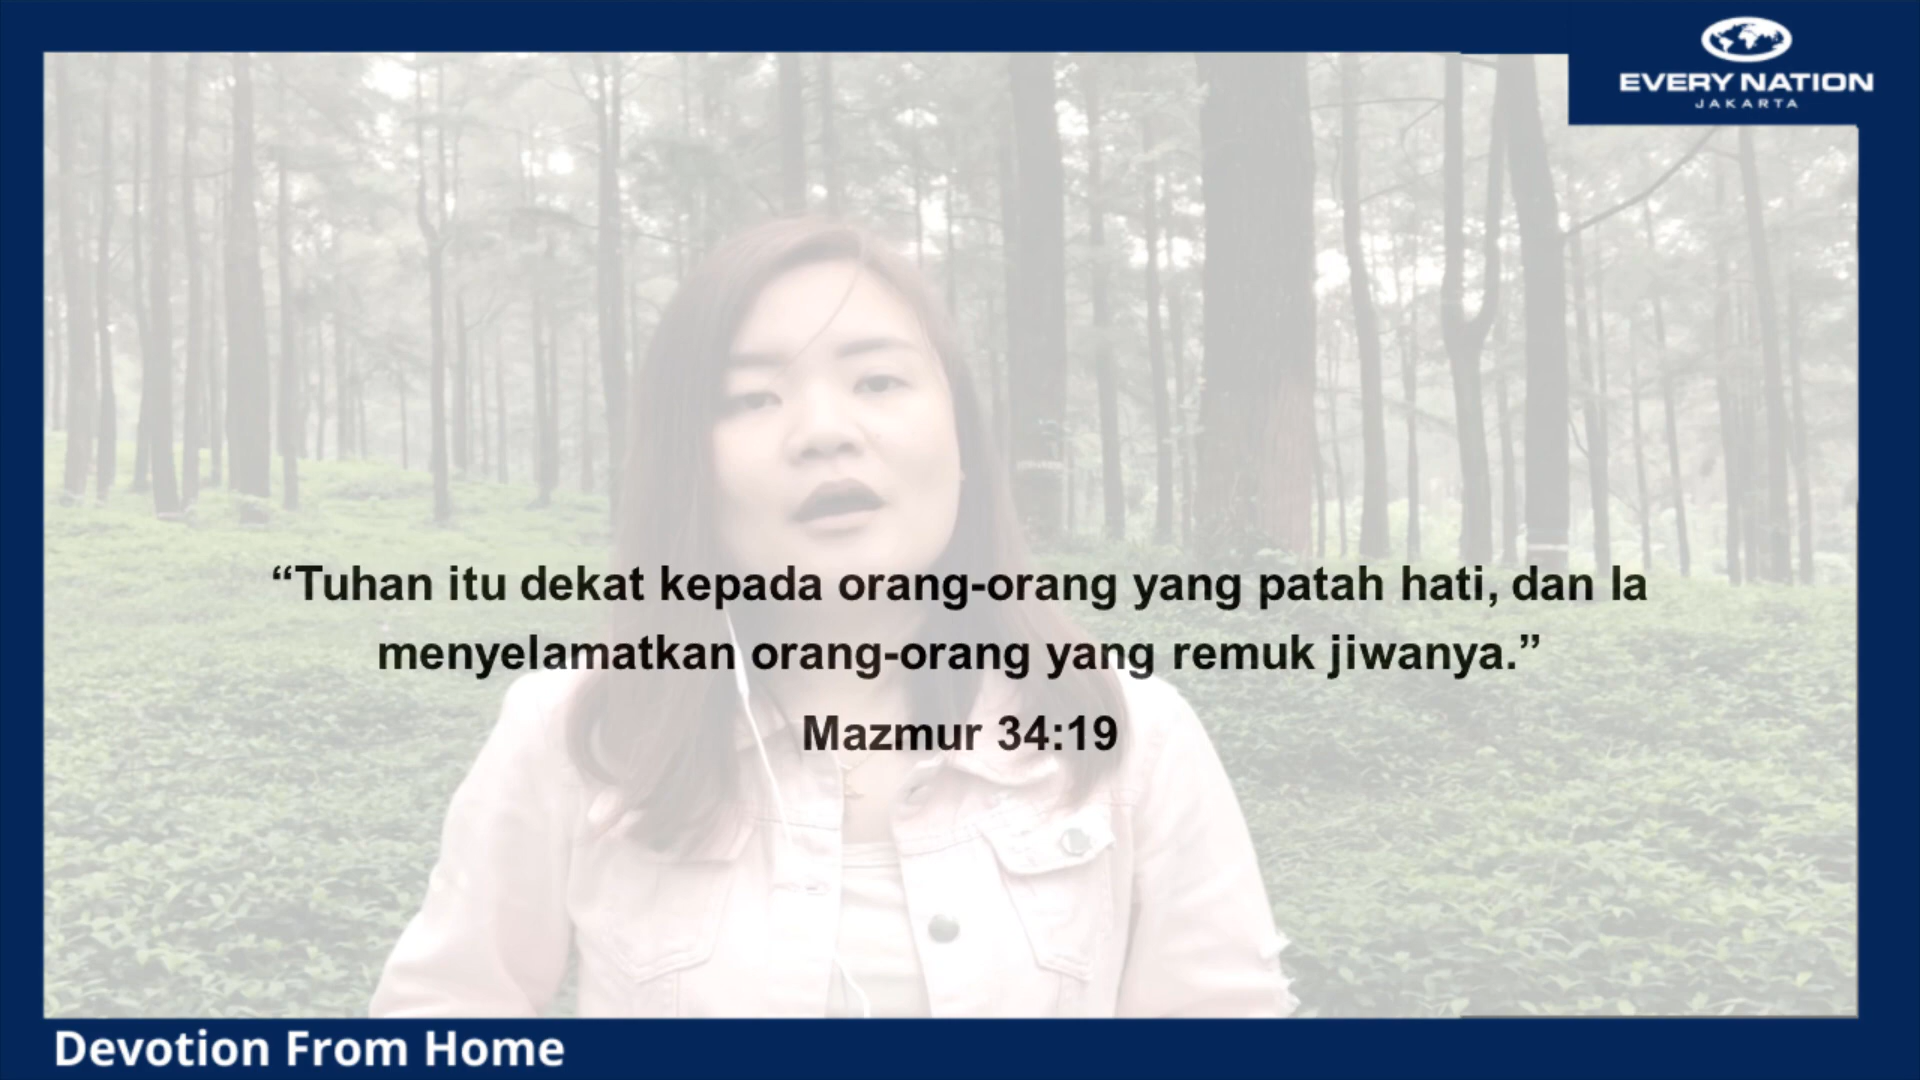 EVERY NATION
JAKARTA
“Tuhan itu dekat kepada orang-orang yang patah hati, dan Ia
menyelamatkan orang-orang yang remuk jiwanya.”
Mazmur 34:19
Devotion From Home